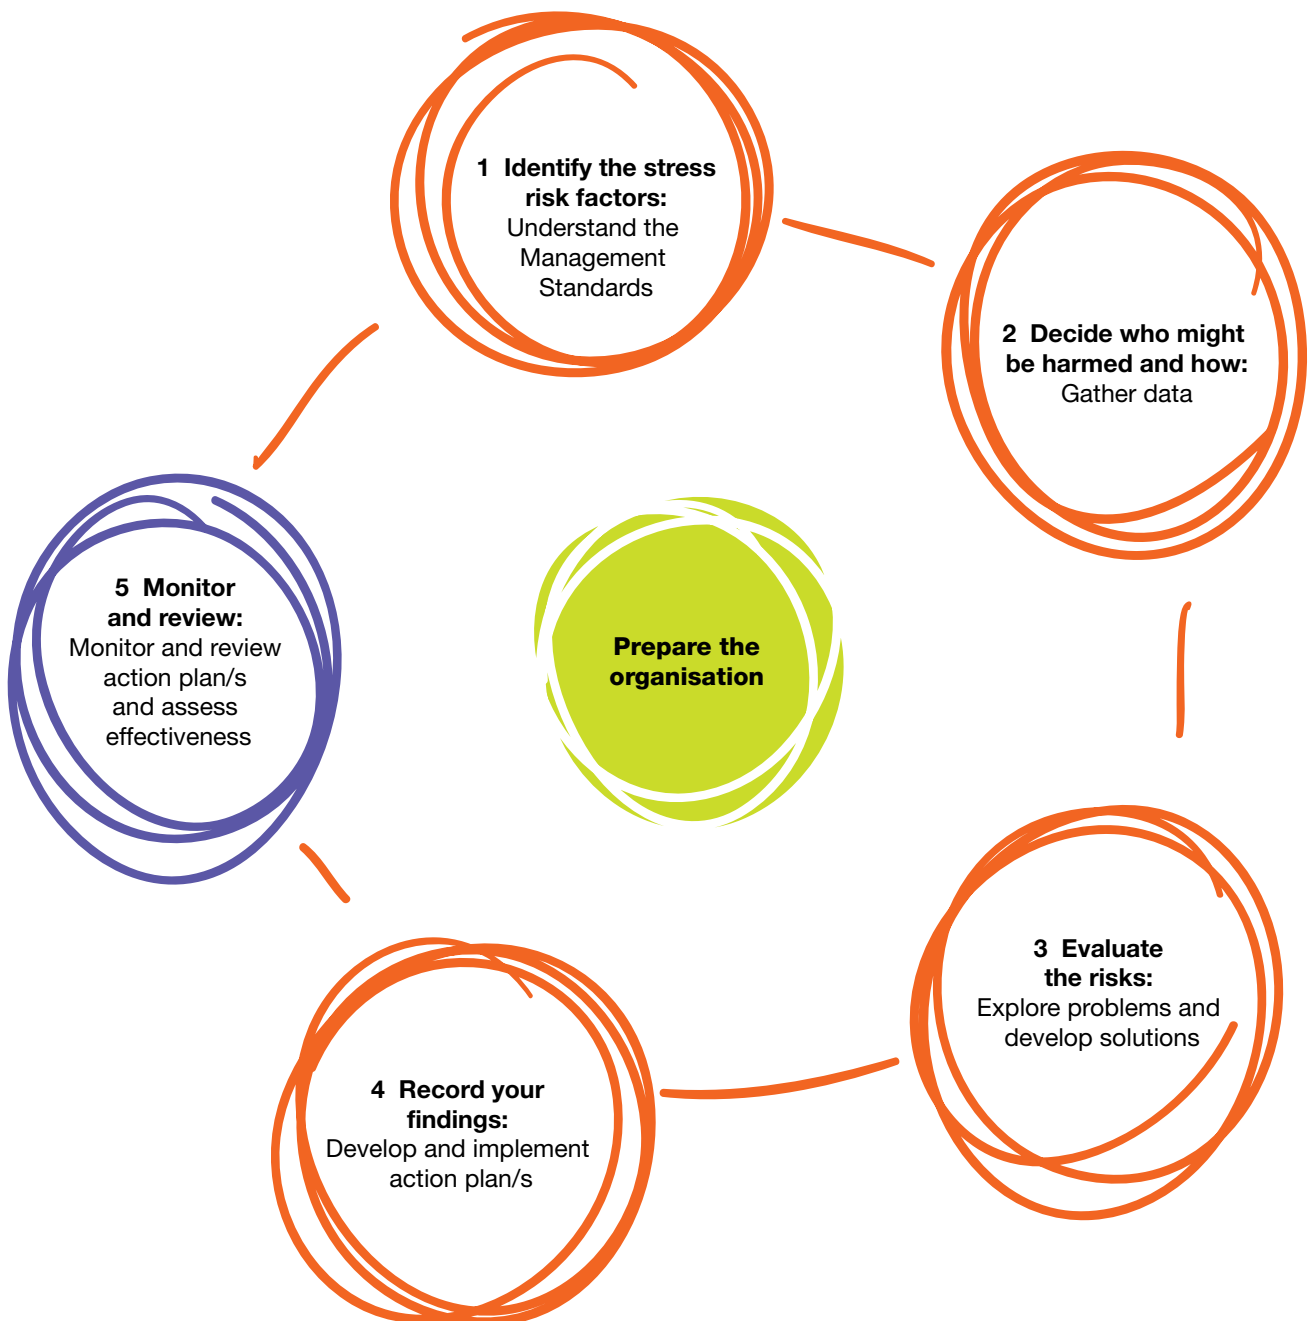 1 Identify the stress
risk factors:
Understand the
Management
Standards
2 Decide who might
be harmed and how:
Gather data
3 Evaluate
the risks:
Explore problems and
develop solutions
4 Record your
findings:
Develop and implement
action plan/s
5 Monitor
and review:
Monitor and review
action plan/s
and assess
effectiveness
Prepare the
organisation